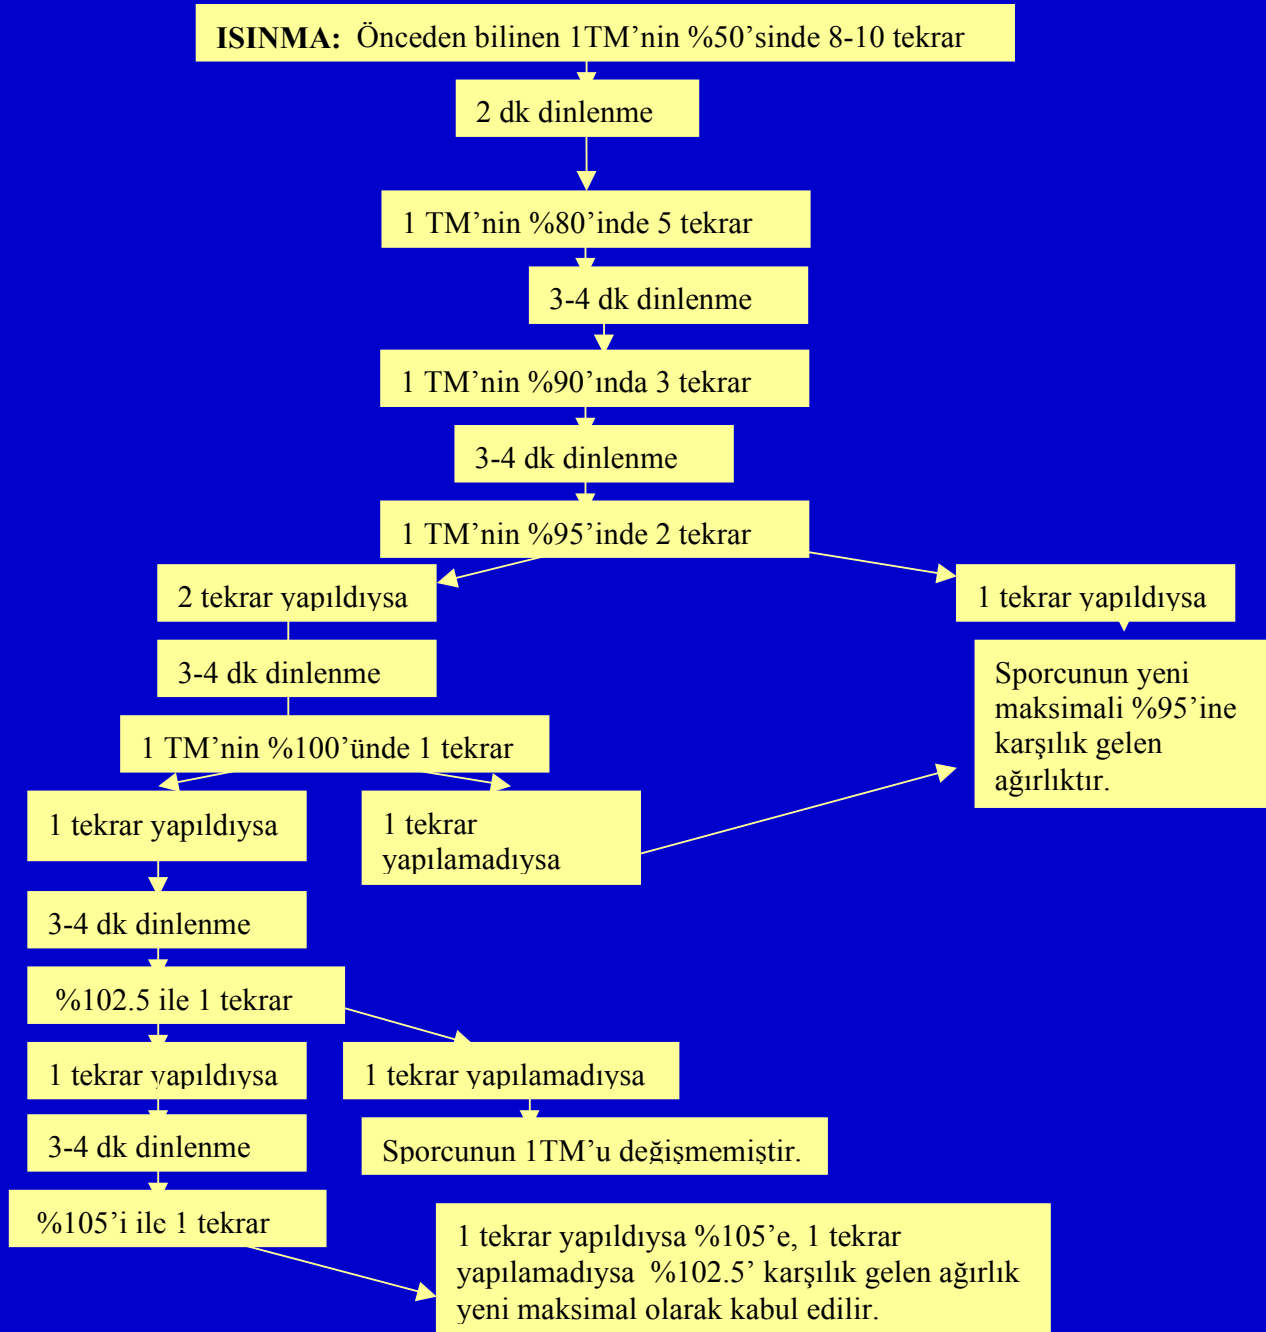 ISINMA: Önceden bilinen 1TM’nin %50’sinde 8-10 tekrar
2 dk dinlenme
1 TM’nin %80’inde 5 tekrar
3-4 dk dinlenme
1 TM’nin %90’ında 3 tekrar
3-4 dk dinlenme
1 TM’nin %95’inde 2 tekrar
2 tekrar yapıldıysa
1 tekrar yapıldıysa
3-4 dk dinlenme
Sporcunun yeni
maksimali %95’ine
karşılık gelen
ağırlıktır.
1 TM’nin %100’ünde 1 tekrar
1 tekrar yapıldıysa
1 tekrar
yapılamadıysa
3-4 dk dinlenme
%102.5 ile 1 tekrar
1 tekrar yapıldıysa
1 tekrar yapılamadıysa
3-4 dk dinlenme
Sporcunun 1TM’u değişmemiştir.
%105’i ile 1 tekrar
1 tekrar yapıldıysa %105’e, 1 tekrar
yapılamadıysa %102.5’ karşılık gelen ağırlık
yeni maksimal olarak kabul edilir.